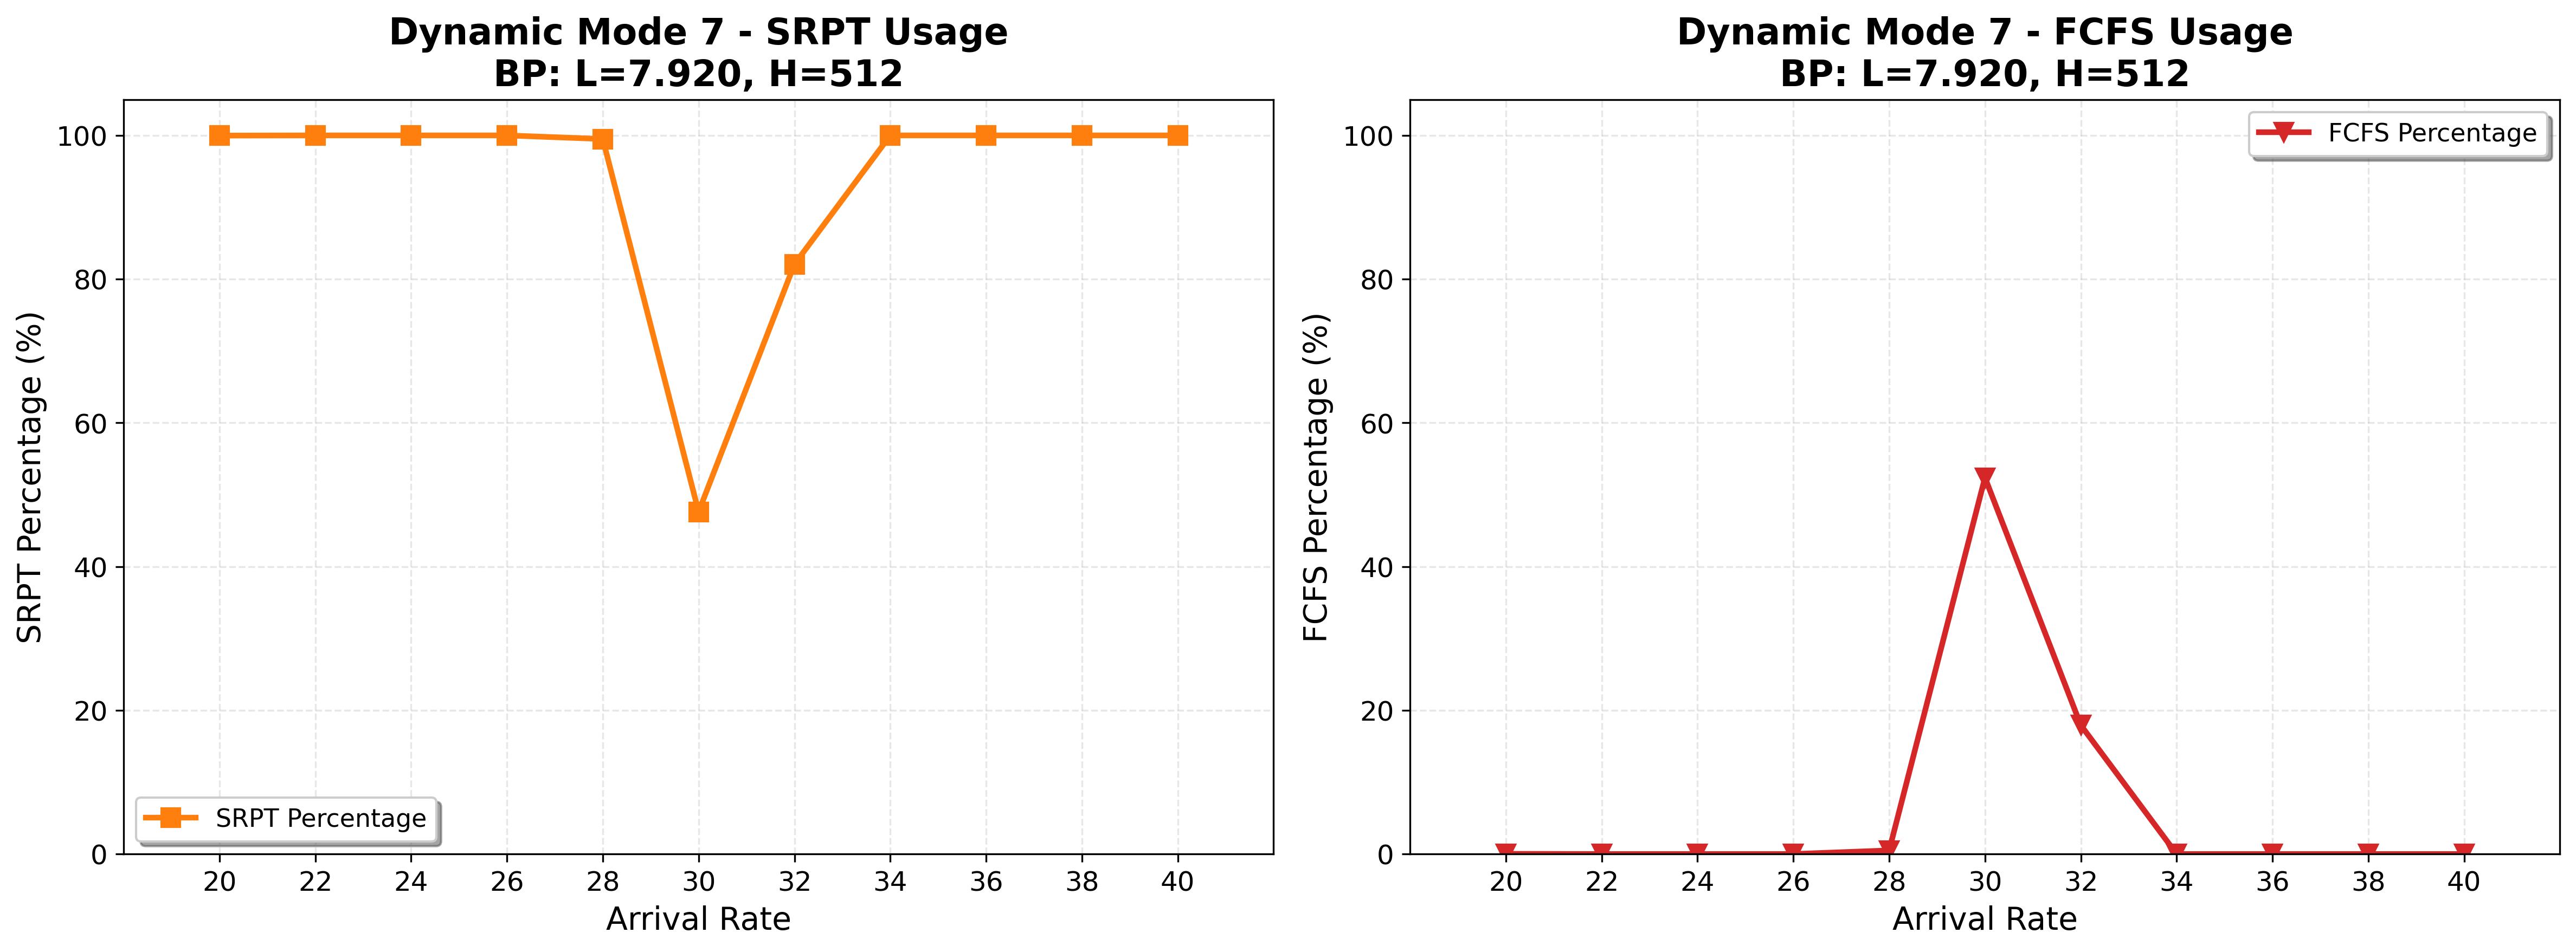 Dynamic Mode 7 - SRPT Usage
BP: L=7.920, H=512
SRPT Percentage (%)
100
80
60
40
20
0
SRPT Percentage
20 22 24 26 28 30 32 34 36 38 40
Arrival Rate
Dynamic Mode 7 - FCFS Usage
BP: L=7.920, H=512
FCFS Percentage (%)
100
80
60
40
20
0
FCFS Percentage
20 22 24 26 28 30 32 34 36 38 40
Arrival Rate